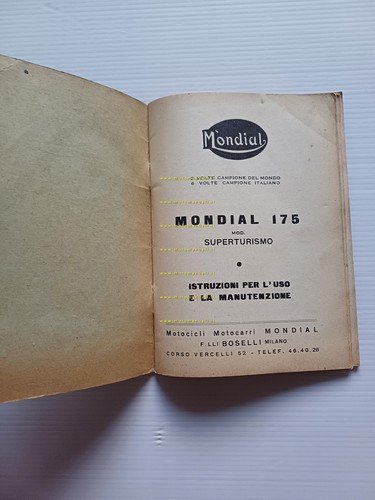 Mondial
VOLTE CAMPIONE DEL MONDO
6 VOLTE CAMPIONE ITALIANO
MONDIAL 175
MOD.
SUPERTURISMO
ISTRUZIONI PER L'USO
E LA MANUTENZIONE
Motocicli Motocarri MONDIAL
F.LLI BOSELLI MILANO
CORSO VERCELLI 52 - TELEF. 46.40.28